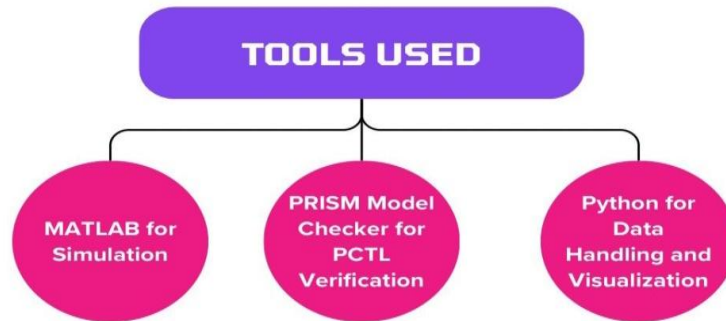 TOOLS USED
MATLAB for
Simulation
PRISM Model
Checker for
PCTL
Verification
Python for
Data
Handling and
Visualization